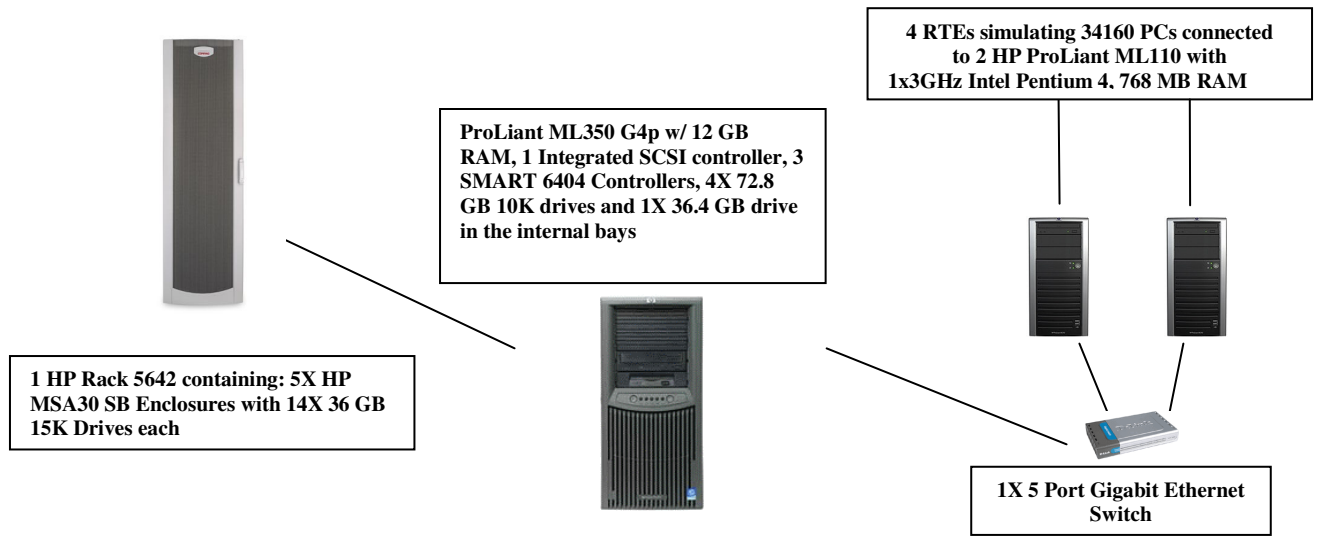 4 RTEs simulating 34160 PCs connected
to 2 HP ProLiant ML110 with
1x3GHz Intel Pentium 4, 768 MB RAM
ProLiant ML350 G4p w/ 12 GB
RAM, 1 Integrated SCSI controller, 3
SMART 6404 Controllers, 4X 72.8
GB 10K drives and 1X 36.4 GB drive
in the internal bays
1 HP Rack 5642 containing: 5X HP
MSA30 SB Enclosures with 14X 36 GB
15K Drives each
1X 5 Port Gigabit Ethernet
Switch